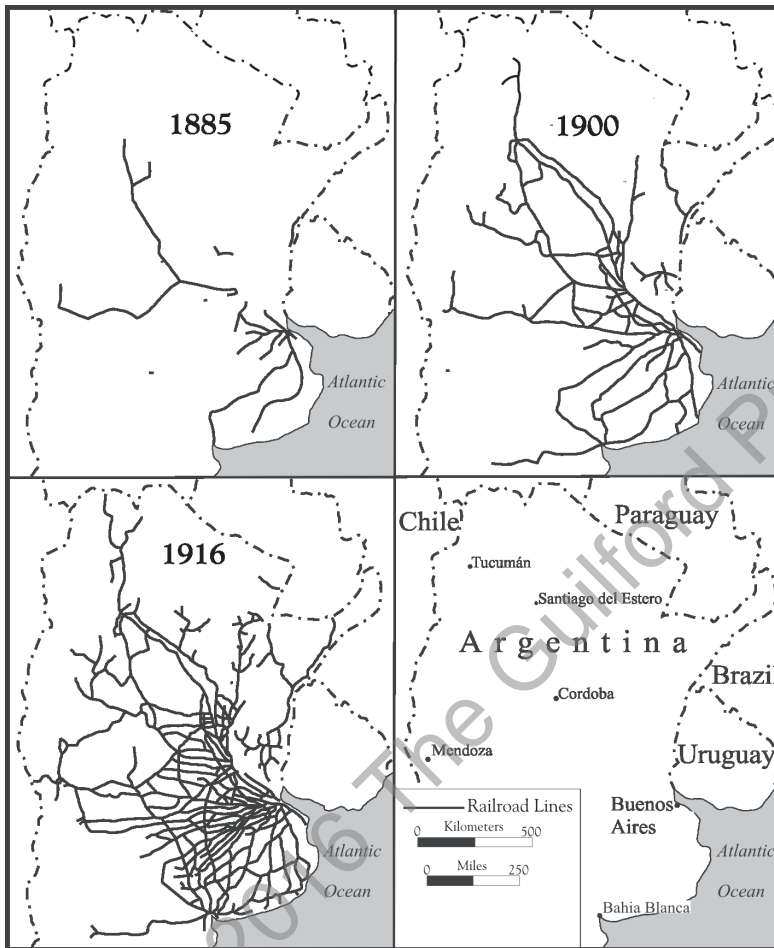 1885
1900
Atlantic
Ocean
Atlantic
Ocean
1916
Atlantic
Ocean
Chile
Paraguay
Tucumán
Santiago del Estero
Argentina
Brazil
Cordoba
Mendoza
Uruguay
Buenos
Aires
Railroad Lines
Kilometers
0 500
Miles
0 250
Atlantic
Ocean
Bahia Blanca
2016 The Guilford